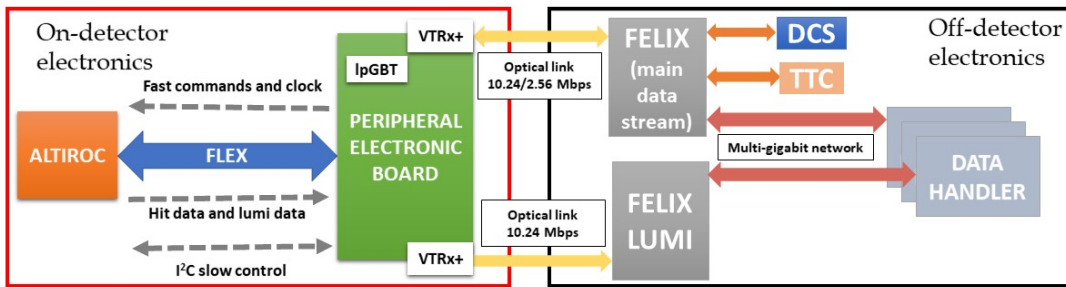 On-detector
electronics
Fast commands and clock
ALTIROC
FLEX
Hit data and lumi data
I²C slow control
VTRx+
lpGBT
PERIPHERAL
ELECTRONIC
BOARD
VTRx+
Optical link
10.24/2.56 Mbps
Optical link
10.24 Mbps
Off-detector
electronics
FELIX
(main
data
stream)
DCS
TTC
Multi-gigabit network
FELIX
LUMI
DATA
HANDLER